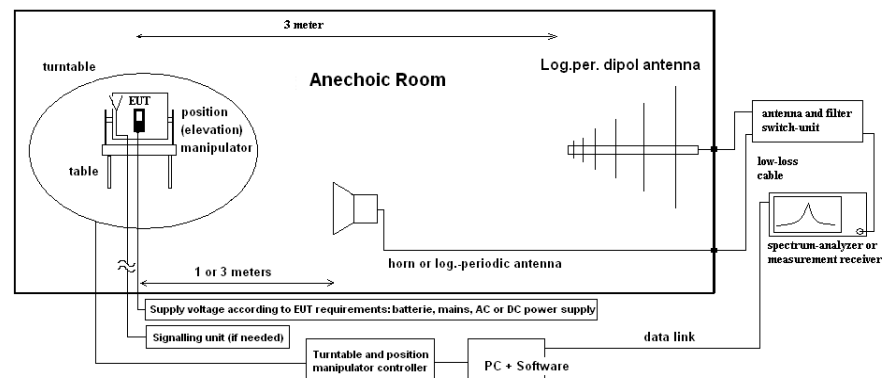 3 meter
turntable
Anechoic Room
Log.per. dipol antenna
EUT
position
(elevation)
manipulator
table
antenna and filter
switch-unit
low-loss
cable
spectrum-analyzer or
measurement receiver
horn or log.-periodic antenna
1 or 3 meters
Supply voltage according to EUT requirements: batterie, mains, AC or DC power supply
Signalling unit (if needed)
data link
Turntable and position
manipulator controller
PC + Software